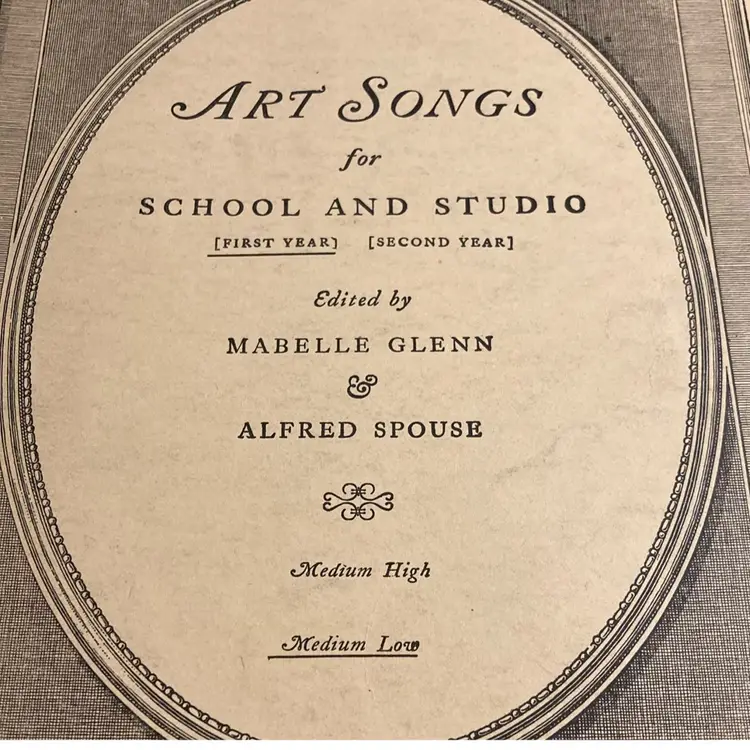 ART SONGS
for
SCHOOL AND STUDIO
[FIRST YEAR] [SECOND YEAR]
Edited by
MABELLE GLENN
&
ALFRED SPOUSE
Medium High
Medium Low